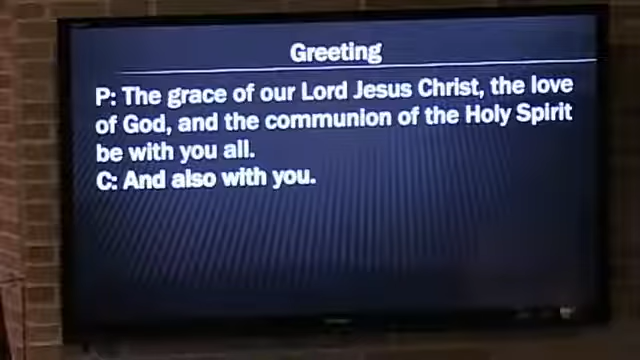 Greeting
P: The grace of our Lord Jesus Christ, the love
of God, and the communion of the Holy Spirit
be with you all.
C: And also with you.